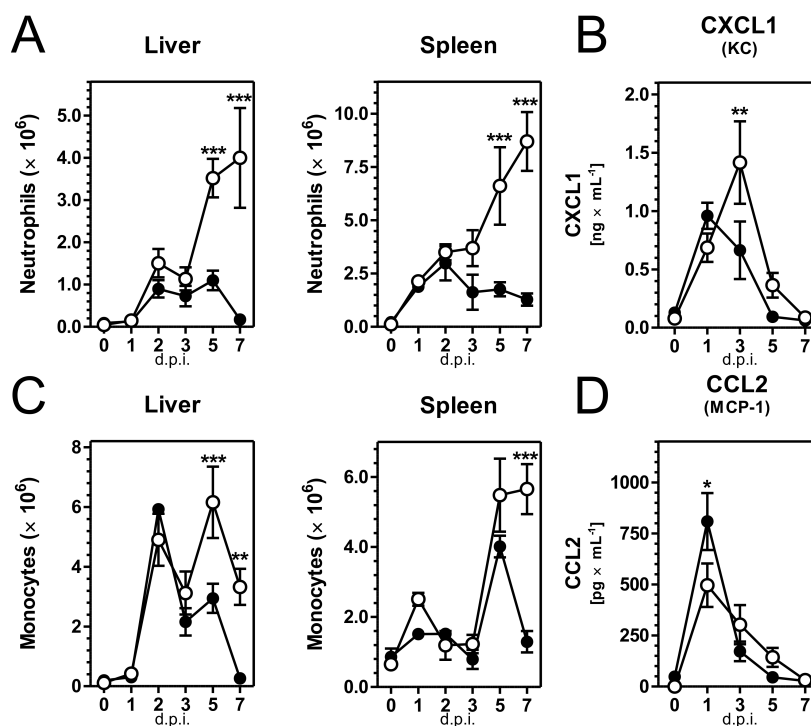 A
Liver
Neutrophils (× 10⁶)
5.0
4.0
3.0
2.0
1.0
0.0
***
***
0 1 2 3 5 7
d.p.i.
Spleen
Neutrophils (× 10⁶)
10.0
7.5
5.0
2.5
0.0
***
***
0 1 2 3 5 7
d.p.i.
B
CXCL1
(KC)
CXCL1
[ng × mL⁻¹]
2.0
1.5
1.0
0.5
0.0
**
0 1 3 5 7
d.p.i.
C
Liver
Monocytes (× 10⁶)
8
6
4
2
0
***
**
0 1 2 3 5 7
d.p.i.
Spleen
Monocytes (× 10⁶)
6.0
4.0
2.0
0.0
***
0 1 2 3 5 7
d.p.i.
D
CCL2
(MCP-1)
CCL2
[pg × mL⁻¹]
1000
750
500
250
0
*
0 1 3 5 7
d.p.i.